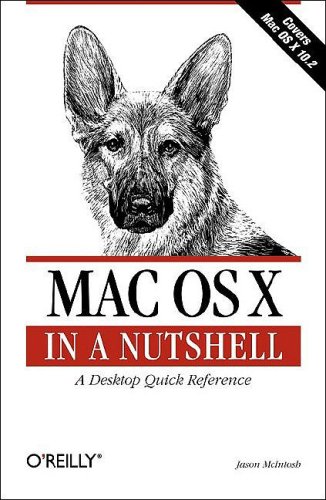 Covers
Mac OS X 10.2
MAC OS X
IN A NUTSHELL
A Desktop Quick Reference
O'REILLY®
Jason McIntosh